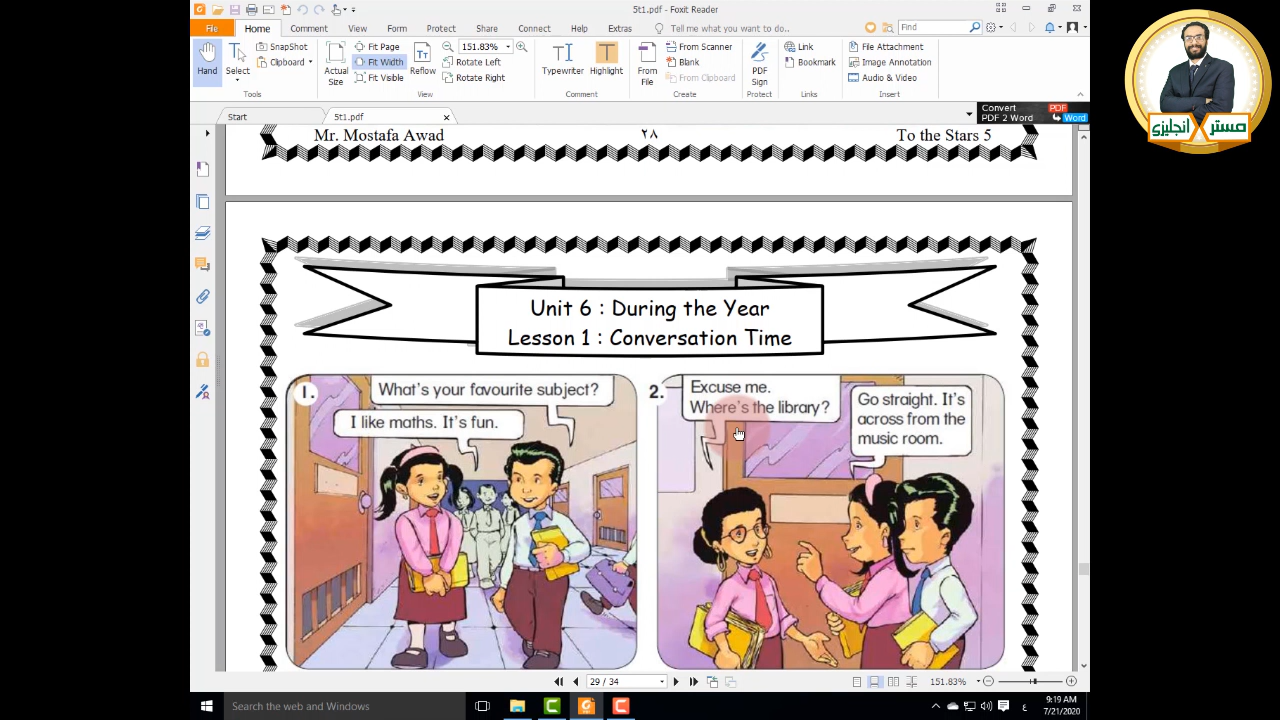 5t1.pdf - Foxit Reader
File Home Comment View Form Protect Share Connect Help Extras Tell me what you want to do... Find
Hand
Select
SnapShot
Clipboard
Tools
Actual Size
Fit Page
Fit Width
Fit Visible
Reflow
151.83%
Rotate Left
Rotate Right
View
Typewriter
Highlight
Comment
From File
From Scanner
Blank
From Clipboard
Create
PDF Sign
Protect
Link
Bookmark
Links
File Attachment
Image Annotation
Audio & Video
Insert
Start
5t1.pdf
Convert PDF
PDF 2 Word Word
Mr. Mostafa Awad ٢٨ To the Stars 5
Unit 6 : During the Year
Lesson 1 : Conversation Time
1.
What's your favourite subject?
I like maths. It's fun.
2.
Excuse me.
Where's the library?
Go straight. It's
across from the
music room.
29 / 34
151.83%
Search the web and Windows
ع
9:19 AM
7/21/2020
مستر X انجليزي